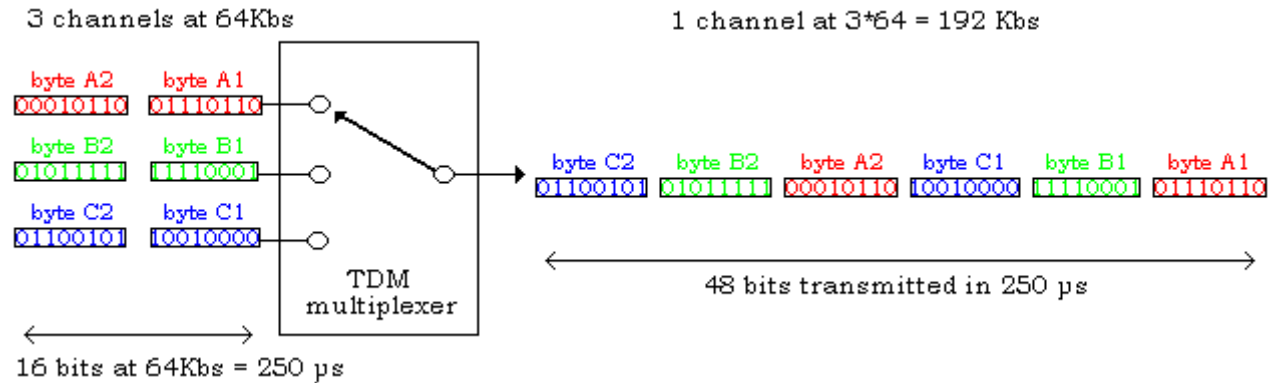 3 channels at 64Kbs
1 channel at 3*64 = 192 Kbs
byte A2 byte A1
00010110 01110110
byte B2 byte B1
01011111 11110001
byte C2 byte C1
01100101 10010000
TDM
multiplexer
16 bits at 64Kbs = 250 µs
byte C2 byte B2 byte A2 byte C1 byte B1 byte A1
01100101 01011111 00010110 10010000 11110001 01110110
48 bits transmitted in 250 µs